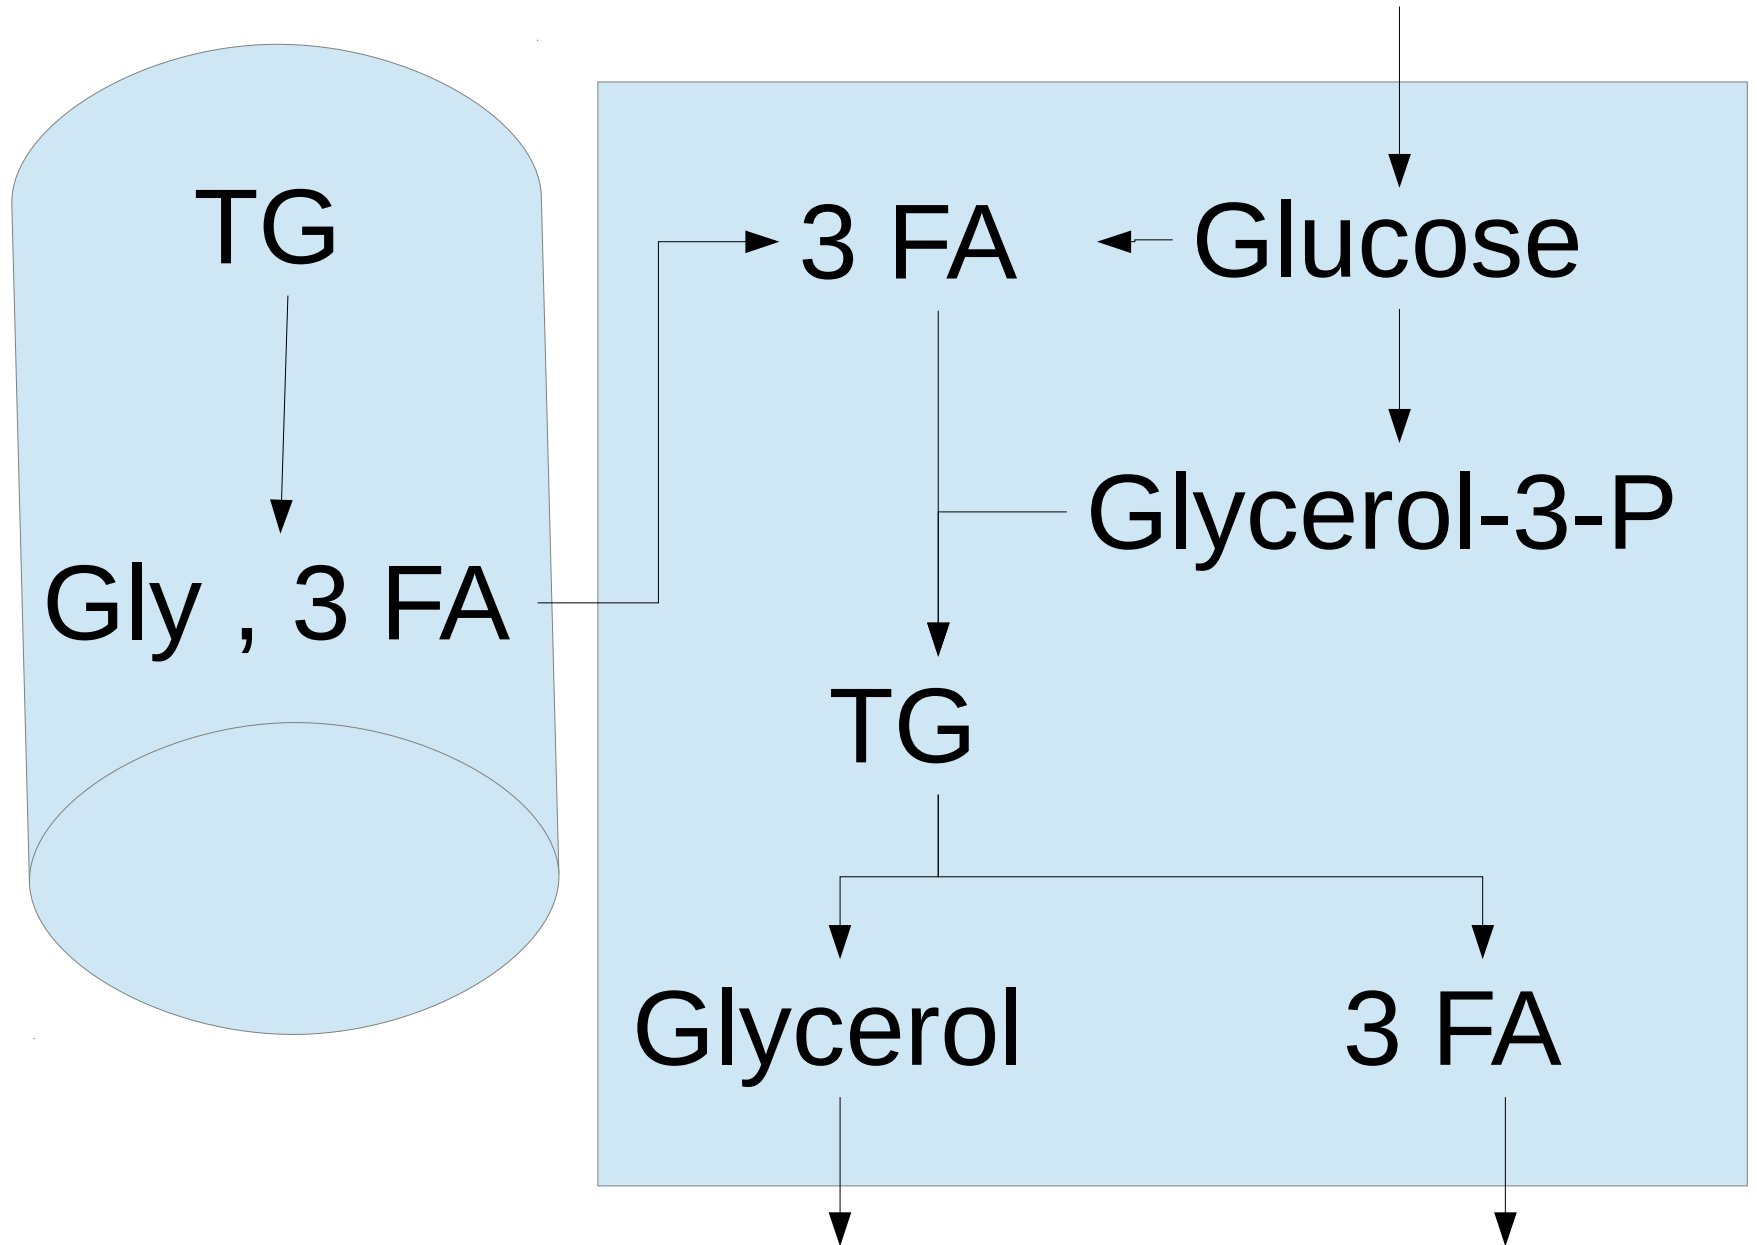 TG
Gly , 3 FA
3 FA
Glucose
Glycerol-3-P
TG
Glycerol
3 FA